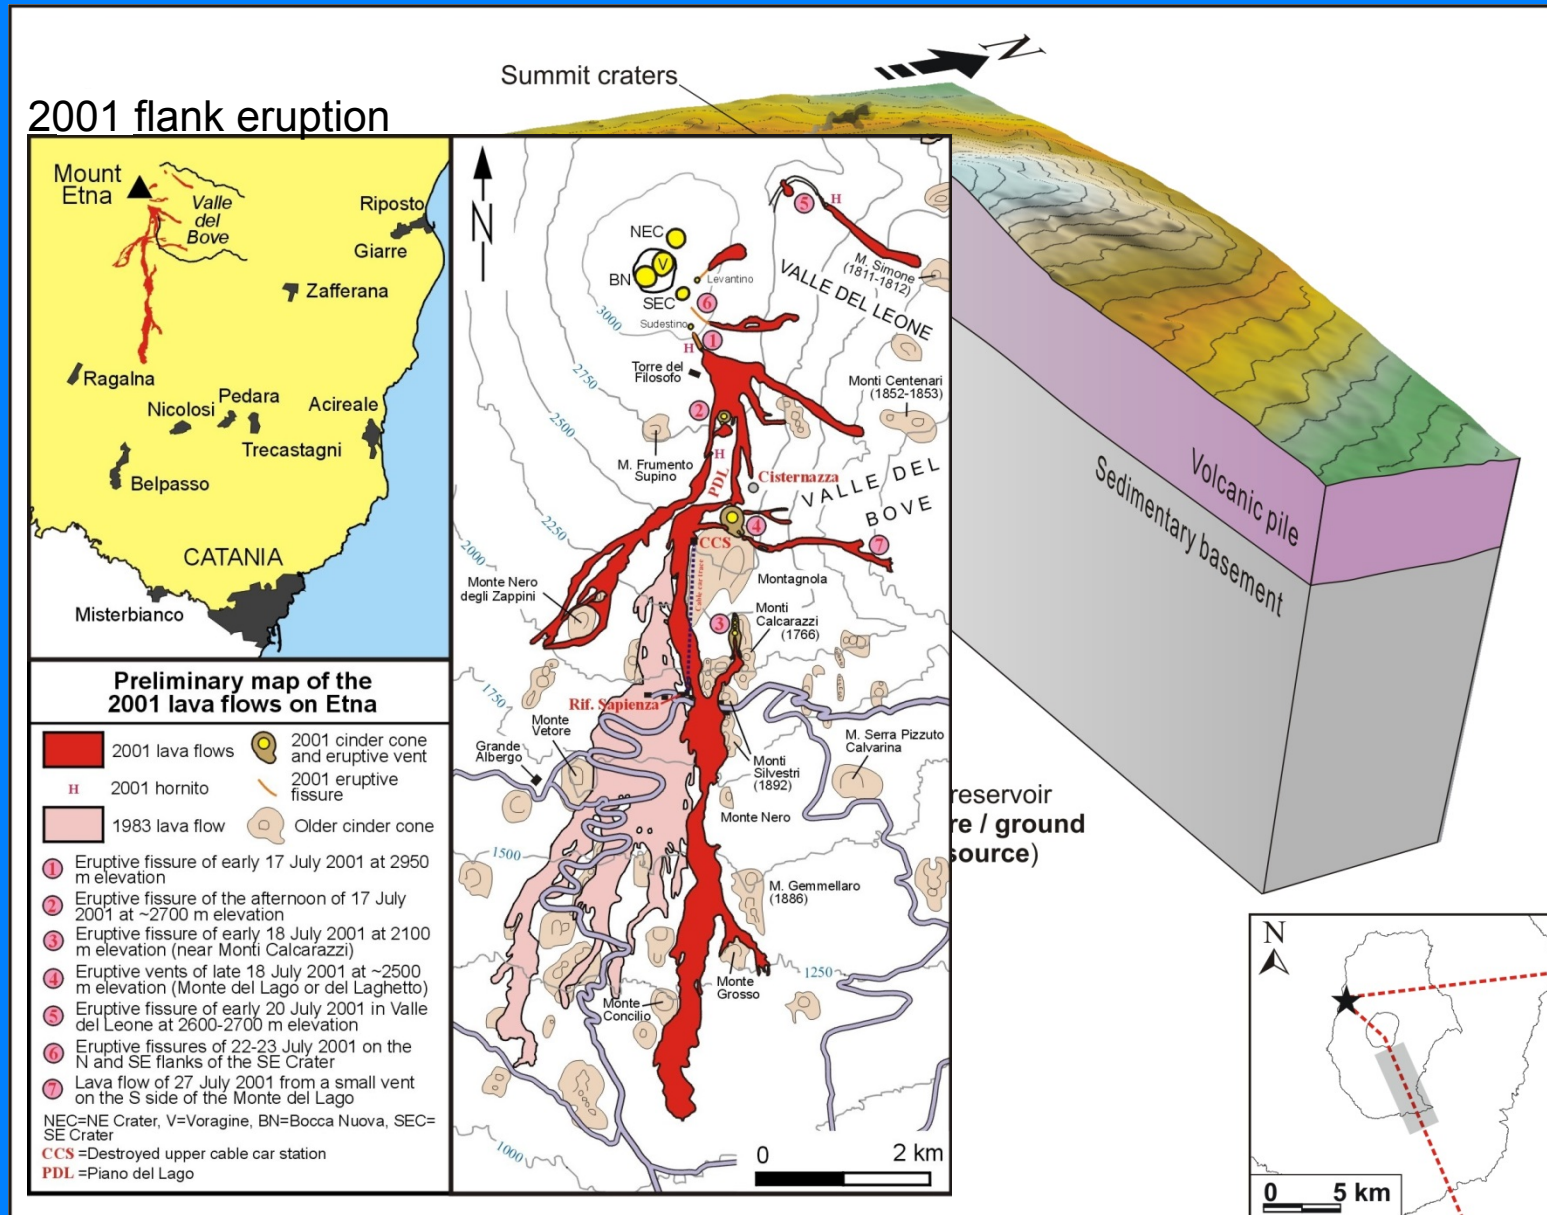 Summit craters
N
2001 flank eruption
Mount
Etna
Valle
del
Bove
Riposto
Giarre
Zafferana
Ragalna
Nicolosi
Pedara
Acireale
Trecastagni
Belpasso
CATANIA
Misterbianco
Preliminary map of the
2001 lava flows on Etna
2001 lava flows
2001 cinder cone
and eruptive vent
H
2001 hornito
2001 eruptive
fissure
1983 lava flow
Older cinder cone
1
Eruptive fissure of early 17 July 2001 at 2950
m elevation
2
Eruptive fissure of the afternoon of 17 July
2001 at ~2700 m elevation
3
Eruptive fissure of early 18 July 2001 at 2100
m elevation (near Monti Calcarazzi)
4
Eruptive vents of late 18 July 2001 at ~2500
m elevation (Monte del Lago or del Laghetto)
5
Eruptive fissure of early 20 July 2001 in Valle
del Leone at 2600-2700 m elevation
6
Eruptive fissures of 22-23 July 2001 on the
N and SE flanks of the SE Crater
7
Lava flow of 27 July 2001 from a small vent
on the S side of the Monte del Lago
NEC=NE Crater, V=Voragine, BN=Bocca Nuova, SEC=
SE Crater
CCS =Destroyed upper cable car station
PDL =Piano del Lago
N
NEC
V
BN
SEC
Levantino
6
Sudestino
1
H
3000
5
H
M. Simone
(1811-1812)
VALLE DEL LEONE
Torre del
Filosofo
2750
2
Monti Centenari
(1852-1853)
2500
M. Frumento
Supino
H
PDL
Cisternazza
VALLE DEL
BOVE
2250
4
7
2000
CCS
Cable car trace
Montagnola
Monte Nero
degli Zappini
3
Monti
Calcarazzi
(1766)
1750
Rif. Sapienza
Monte
Vetore
Grande
Albergo
M. Serra Pizzuto
Calvarina
Monti
Silvestri
(1892)
Monte Nero
1500
M. Gemmellaro
(1886)
1250
Monte
Grosso
Monte
Concilio
1000
0 2 km
Volcanic pile
Sedimentary basement
reservoir
re / ground
source)
N
0 5 km